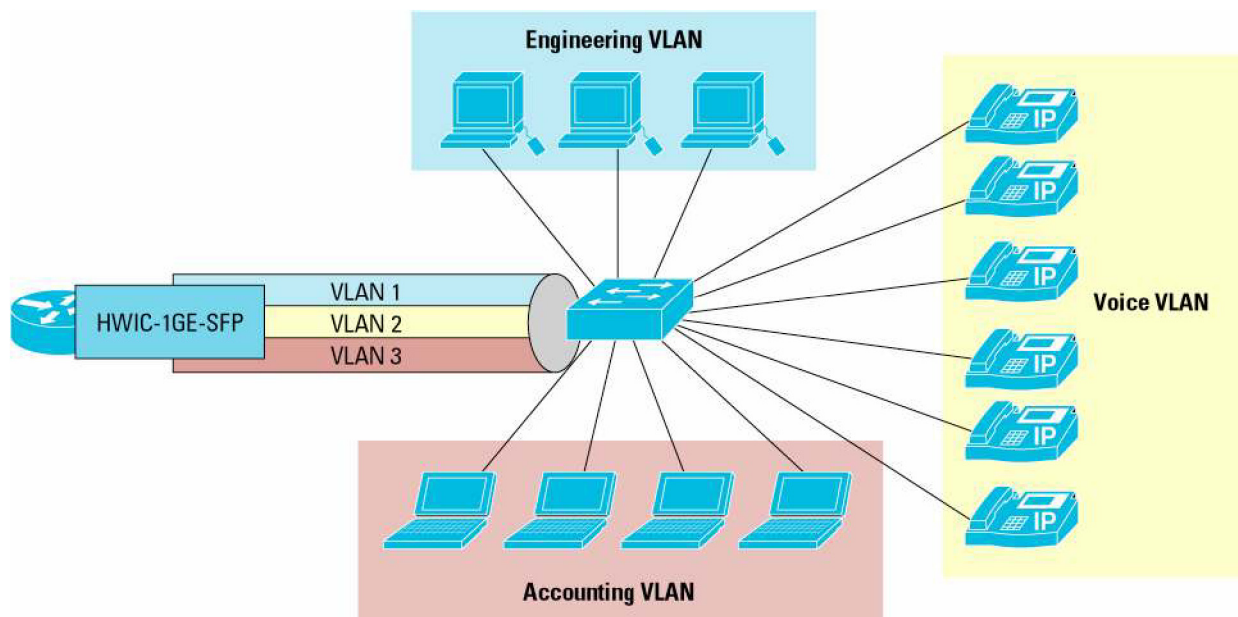 Engineering VLAN
IP
IP
IP
IP
IP
IP
Voice VLAN
VLAN 1
VLAN 2
VLAN 3
HWIC-1GE-SFP
Accounting VLAN